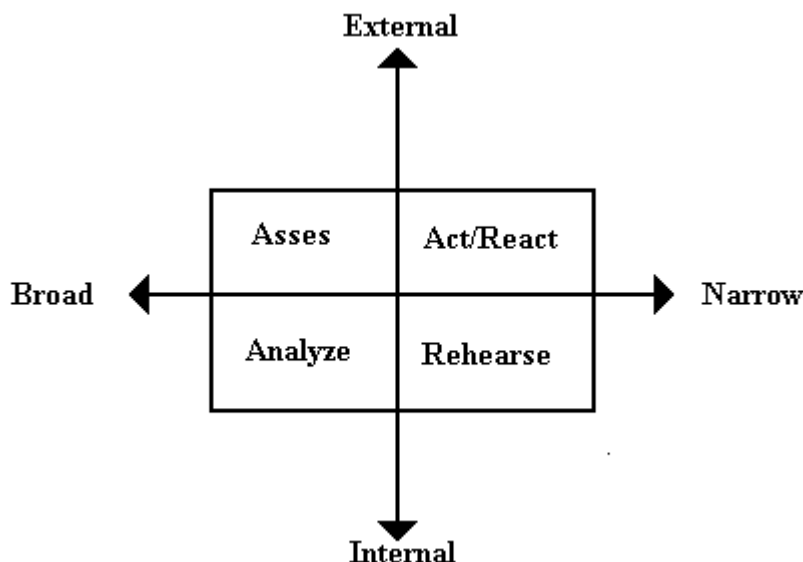 External
Asses
Act/React
Broad
Narrow
Analyze
Rehearse
Internal